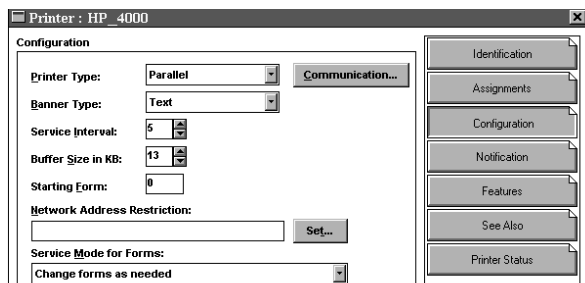 Printer : HP_4000
Configuration
Printer Type: Parallel Communication...
Banner Type: Text
Service Interval: 5
Buffer Size in KB: 13
Starting Form: 0
Network Address Restriction:
Set...
Service Mode for Forms:
Change forms as needed
Identification
Assignments
Configuration
Notification
Features
See Also
Printer Status